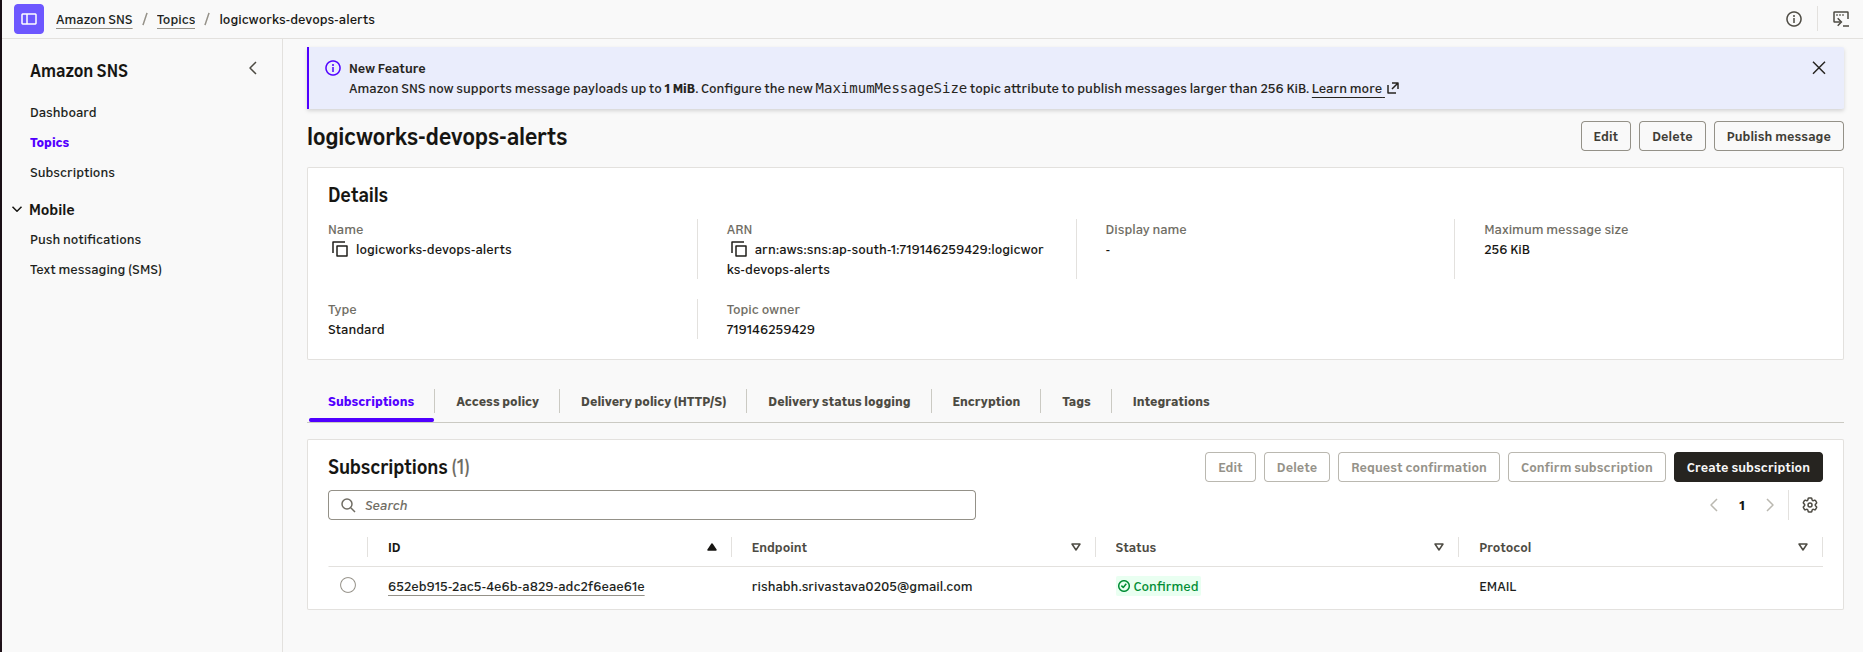 Amazon SNS / Topics / logicworks-devops-alerts
Amazon SNS
Dashboard
Topics
Subscriptions
Mobile
Push notifications
Text messaging (SMS)
New Feature
Amazon SNS now supports message payloads up to 1 MiB. Configure the new MaximumMessageSize topic attribute to publish messages larger than 256 KiB. Learn more
logicworks-devops-alerts
Edit Delete Publish message
Details
Name
logicworks-devops-alerts
ARN
arn:aws:sns:ap-south-1:719146259429:logicwor
ks-devops-alerts
Display name
-
Maximum message size
256 KiB
Type
Standard
Topic owner
719146259429
Subscriptions Access policy Delivery policy (HTTP/S) Delivery status logging Encryption Tags Integrations
Subscriptions (1)
Edit Delete Request confirmation Confirm subscription Create subscription
Search
1
ID Endpoint Status Protocol
652eb915-2ac5-4e6b-a829-adc2f6eae61e rishabh.srivastava0205@gmail.com Confirmed EMAIL